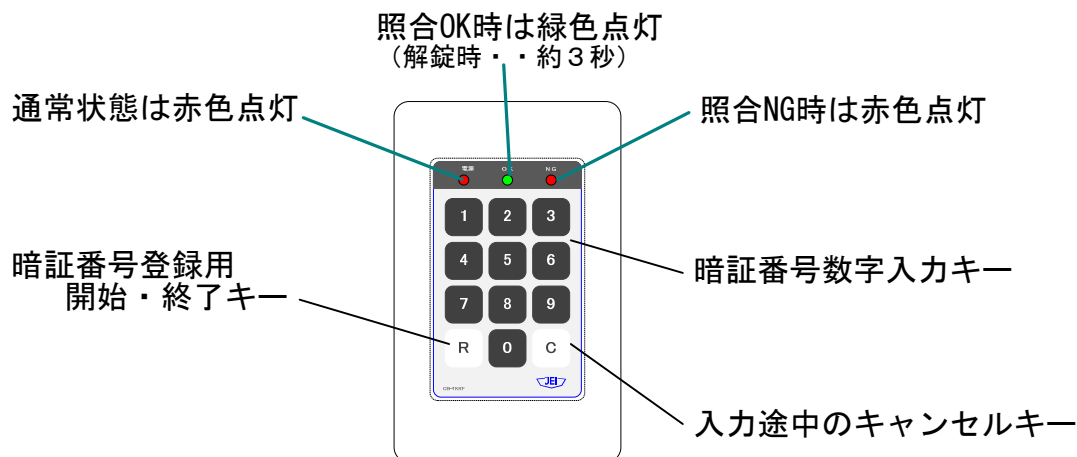 照合OK時は緑色点灯
(解錠時・・約３秒)
通常状態は赤色点灯
照合NG時は赤色点灯
電源 OK NG
1 2 3
4 5 6
暗証番号登録用
開始・終了キー
暗証番号数字入力キー
7 8 9
R 0 C
JEI
入力途中のキャンセルキー